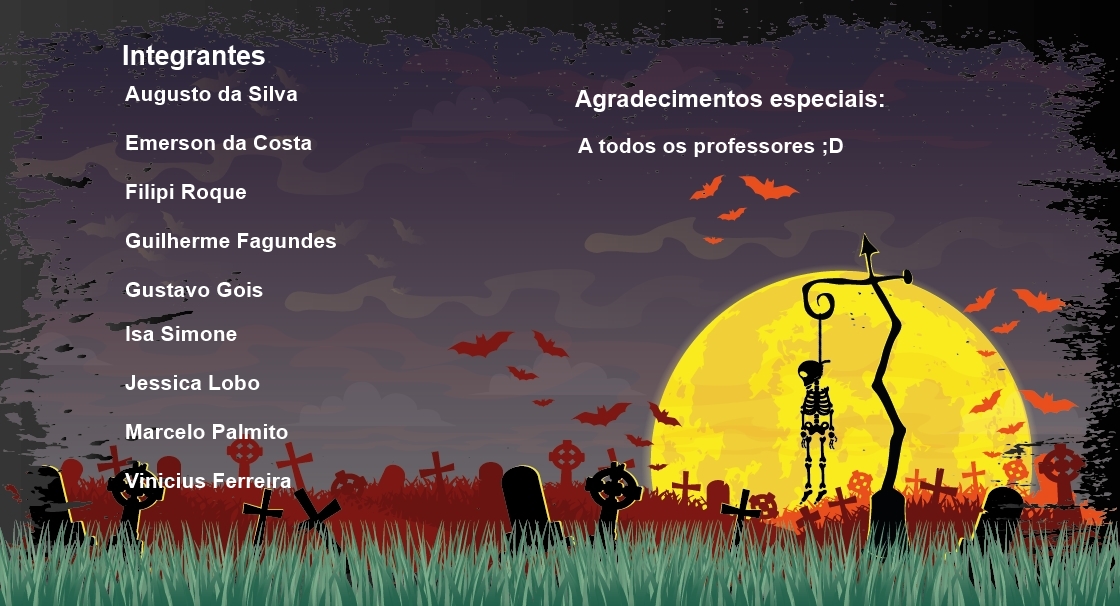 Integrantes
Augusto da Silva
Emerson da Costa
Filipi Roque
Guilherme Fagundes
Gustavo Gois
Isa Simone
Jessica Lobo
Marcelo Palmito
Vinicius Ferreira
Agradecimentos especiais:
A todos os professores ;D